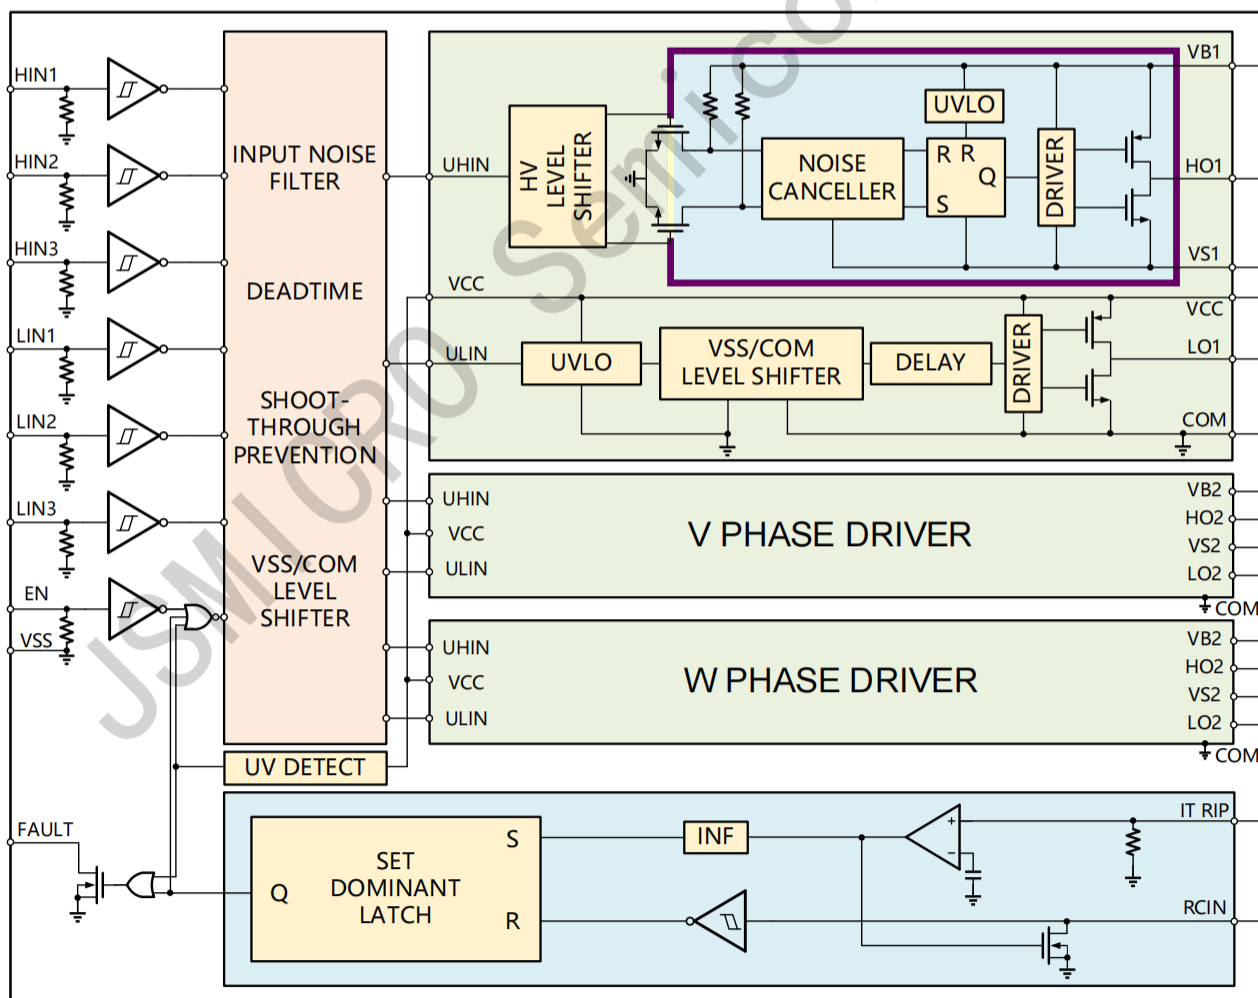 HIN1
HIN2
HIN3
LIN1
LIN2
LIN3
EN
VSS
FAULT
INPUT NOISE
FILTER
DEADTIME
SHOOT-
THROUGH
PREVENTION
VSS/COM
LEVEL
SHIFTER
UV DETECT
UHIN
HV
LEVEL
SHIFTER
NOISE
CANCELLER
UVLO
R R
Q
S
DRIVER
VB1
HO1
VS1
VCC
VCC
ULIN
UVLO
VSS/COM
LEVEL SHIFTER
DELAY
DRIVER
LO1
COM
UHIN
VCC
ULIN
V PHASE DRIVER
VB2
HO2
VS2
LO2
COM
UHIN
VCC
ULIN
W PHASE DRIVER
VB2
HO2
VS2
LO2
COM
SET
DOMINANT
LATCH
Q
S
R
INF
+
−
IT RIP
RCIN
JSMICRO Semico